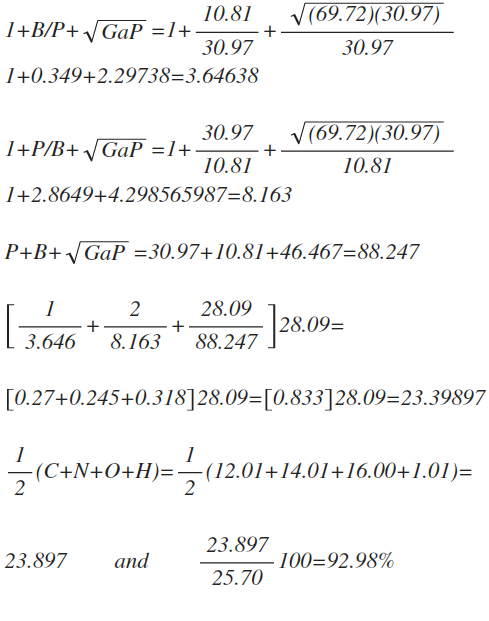 1+B/P+√GaP =1+ 10.81/30.97 + √(69.72)(30.97)/30.97
1+0.349+2.29738=3.64638
1+P/B+√GaP =1+ 30.97/10.81 + √(69.72)(30.97)/10.81
1+2.8649+4.298565987=8.163
P+B+√GaP =30.97+10.81+46.467=88.247
[ 1/3.646 + 2/8.163 + 28.09/88.247 ]28.09=
[0.27+0.245+0.318]28.09=[0.833]28.09=23.39897
1/2 (C+N+O+H)= 1/2 (12.01+14.01+16.00+1.01)=
23.897 and 23.897/25.70 100=92.98%